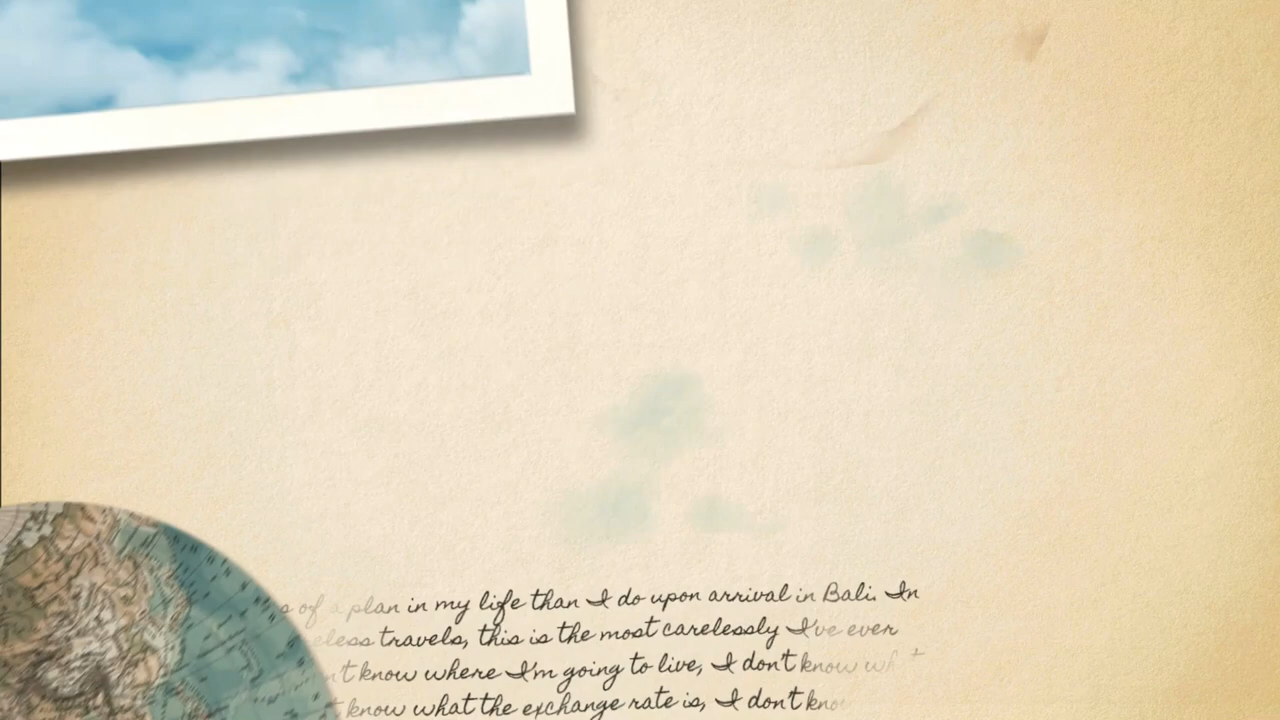 of a plan in my life than I do upon arrival in Bali. In
travels, this is the most carelessly I've ever
know where I'm going to live, I don't know
know what the exchange rate is, I don't